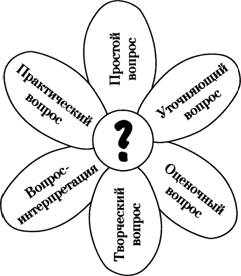 Простой
вопрос
Уточняющий
вопрос
Оценочный
вопрос
Творческий
вопрос
Вопрос-
интерпретация
Практический
вопрос
?